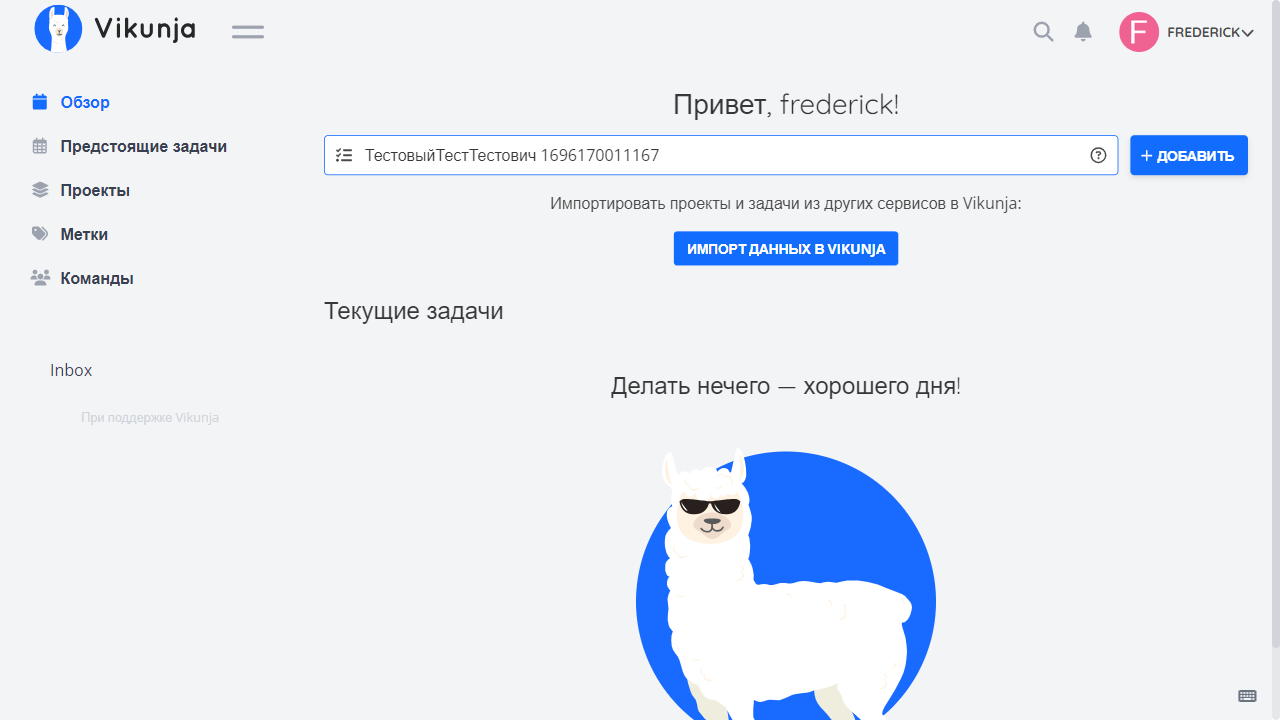 Vikunja
F
FREDERICK
Обзор
Предстоящие задачи
Проекты
Метки
Команды
Inbox
При поддержке Vikunja
Привет, frederick!
ТестовыйТестТестович 1696170011167
+ ДОБАВИТЬ
Импортировать проекты и задачи из других сервисов в Vikunja:
ИМПОРТ ДАННЫХ В VIKUNJA
Текущие задачи
Делать нечего — хорошего дня!